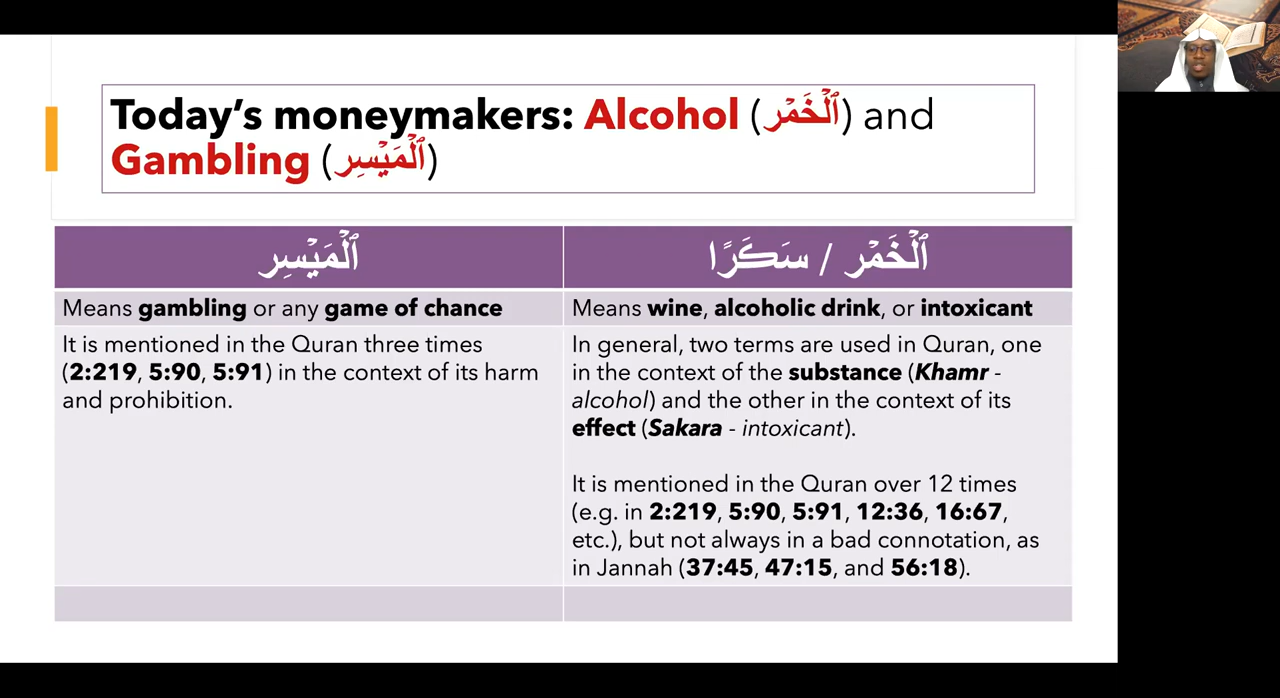 Today's moneymakers: Alcohol (ٱلْخَمْر) and
Gambling (ٱلْمَيْسِر)
ٱلْمَيْسِر
ٱلْخَمْر / سَكَرًا
Means gambling or any game of chance
Means wine, alcoholic drink, or intoxicant
It is mentioned in the Quran three times
(2:219, 5:90, 5:91) in the context of its harm
and prohibition.
In general, two terms are used in Quran, one
in the context of the substance (Khamr -
alcohol) and the other in the context of its
effect (Sakara - intoxicant).
It is mentioned in the Quran over 12 times
(e.g. in 2:219, 5:90, 5:91, 12:36, 16:67,
etc.), but not always in a bad connotation, as
in Jannah (37:45, 47:15, and 56:18).